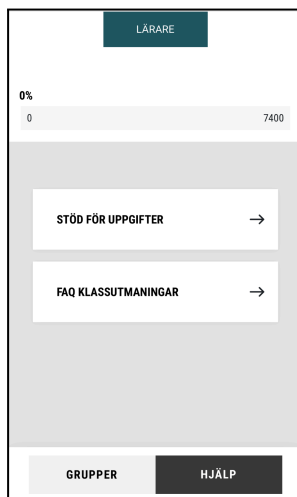 LÄRARE
0%
0 7400
STÖD FÖR UPPGIFTER
FAQ KLASSUTMANINGAR
GRUPPER HJÄLP